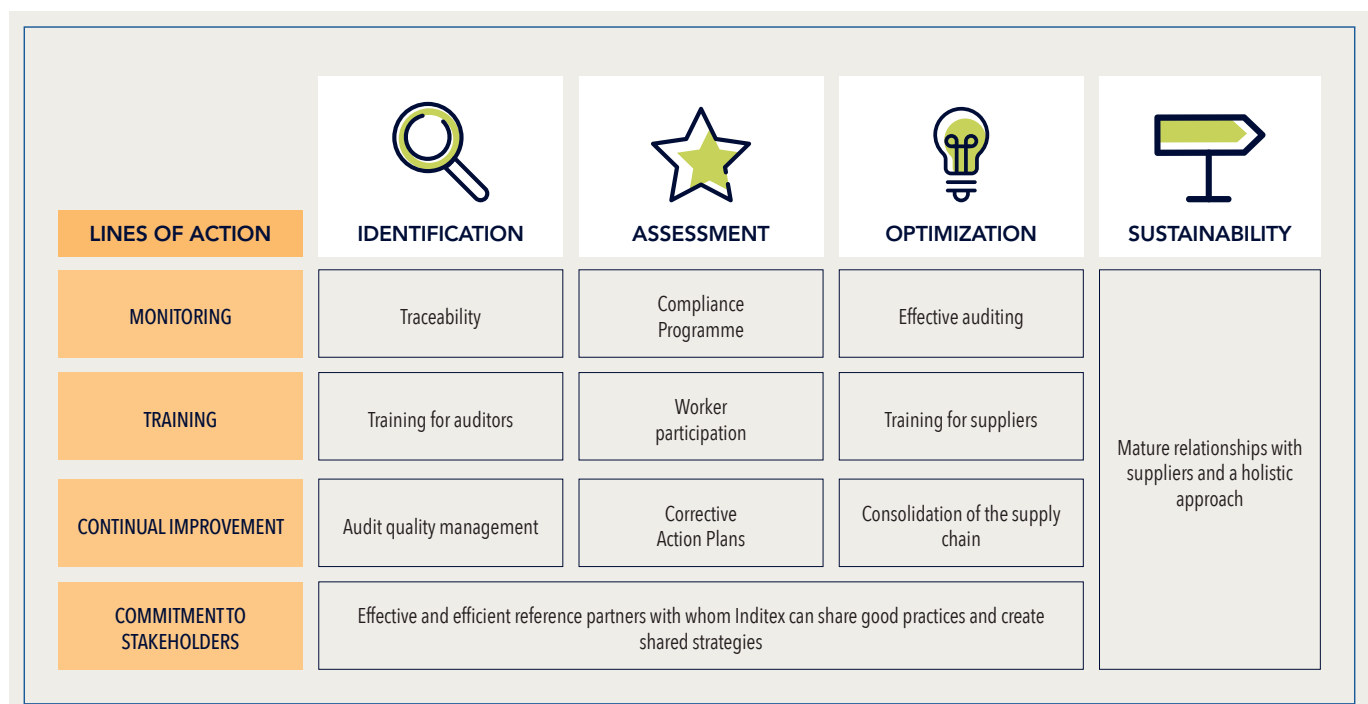 LINES OF ACTION
IDENTIFICATION
ASSESSMENT
OPTIMIZATION
SUSTAINABILITY
MONITORING
Traceability
Compliance
Programme
Effective auditing
TRAINING
Training for auditors
Worker
participation
Training for suppliers
Mature relationships with
suppliers and a holistic
approach
CONTINUAL IMPROVEMENT
Audit quality management
Corrective
Action Plans
Consolidation of the supply
chain
COMMITMENT TO
STAKEHOLDERS
Effective and efficient reference partners with whom Inditex can share good practices and create
shared strategies